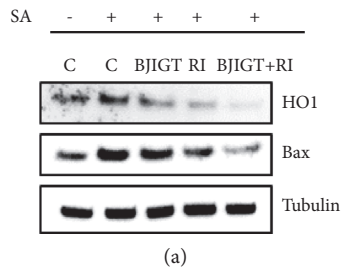 SA - + + + +
C C BJIGT RI BJIGT+RI
HO1
Bax
Tubulin
(a)